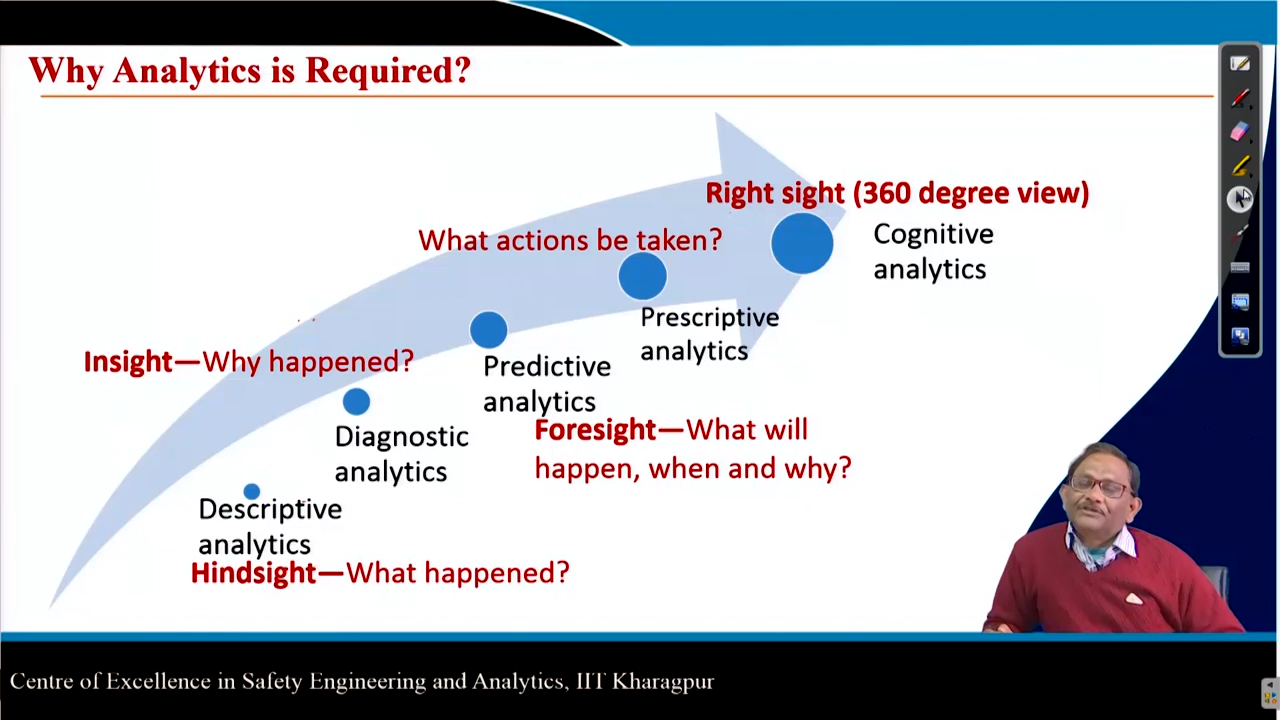 Why Analytics is Required?
Right sight (360 degree view)
What actions be taken?
Cognitive
analytics
Prescriptive
analytics
Insight—Why happened?
Predictive
analytics
Foresight—What will
happen, when and why?
Diagnostic
analytics
Descriptive
analytics
Hindsight—What happened?
Centre of Excellence in Safety Engineering and Analytics, IIT Kharagpur